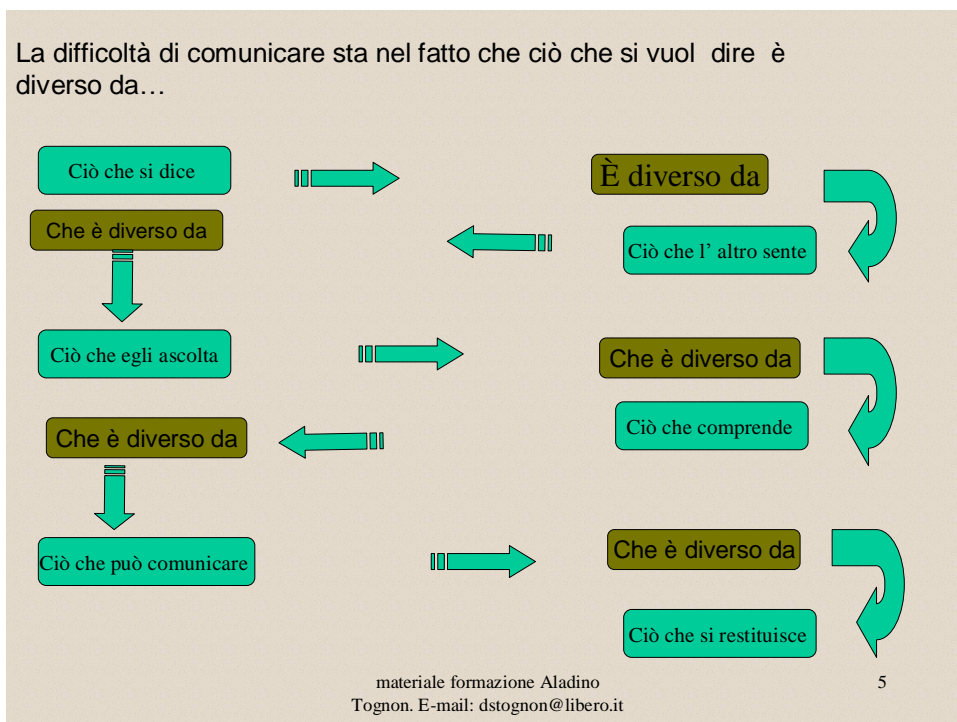 La difficoltà di comunicare sta nel fatto che ciò che si vuol dire è
diverso da…
Ciò che si dice
È diverso da
Che è diverso da
Ciò che l’ altro sente
Ciò che egli ascolta
Che è diverso da
Ciò che comprende
Che è diverso da
Ciò che può comunicare
Che è diverso da
Ciò che si restituisce
materiale formazione Aladino
Tognon. E-mail: dstognon@libero.it
5